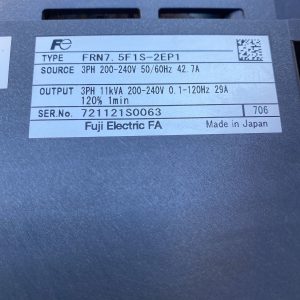 Fe
TYPE FRN7.5F1S-2EP1
SOURCE 3PH 200-240V 50/60Hz 42.7A
OUTPUT 3PH 11kVA 200-240V 0.1-120Hz 29A
120% 1min
SER.No. 721121S0063 706
Fuji Electric FA Made in Japan